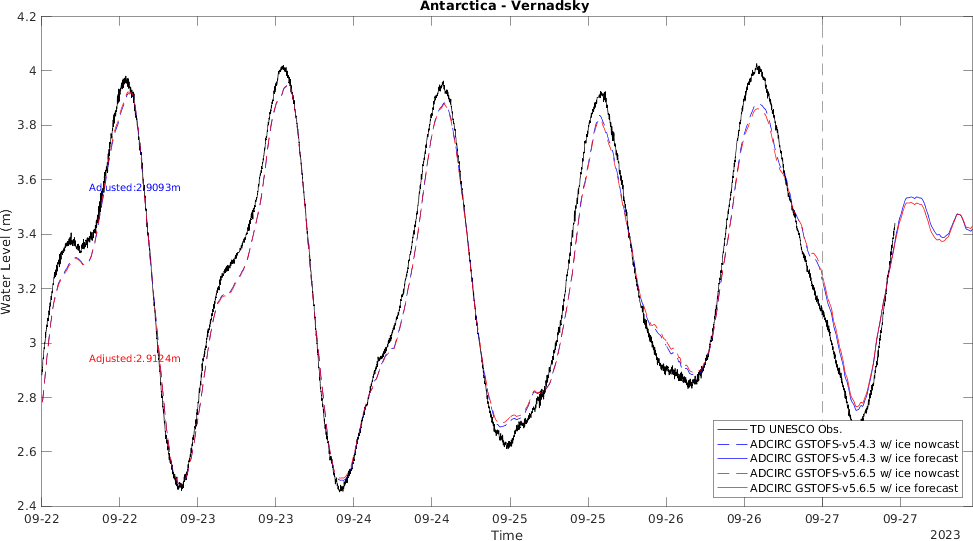 Antarctica - Vernadsky
4.2
4
3.8
3.6
3.4
3.2
3
2.8
2.6
2.4
Water Level (m)
Adjusted:2.9093m
Adjusted:2.9124m
TD UNESCO Obs.
ADCIRC GSTOFS-v5.4.3 w/ ice nowcast
ADCIRC GSTOFS-v5.4.3 w/ ice forecast
ADCIRC GSTOFS-v5.6.5 w/ ice nowcast
ADCIRC GSTOFS-v5.6.5 w/ ice forecast
09-22 09-22 09-23 09-23 09-24 09-24 09-25 09-25 09-26 09-26 09-27 09-27
Time
2023